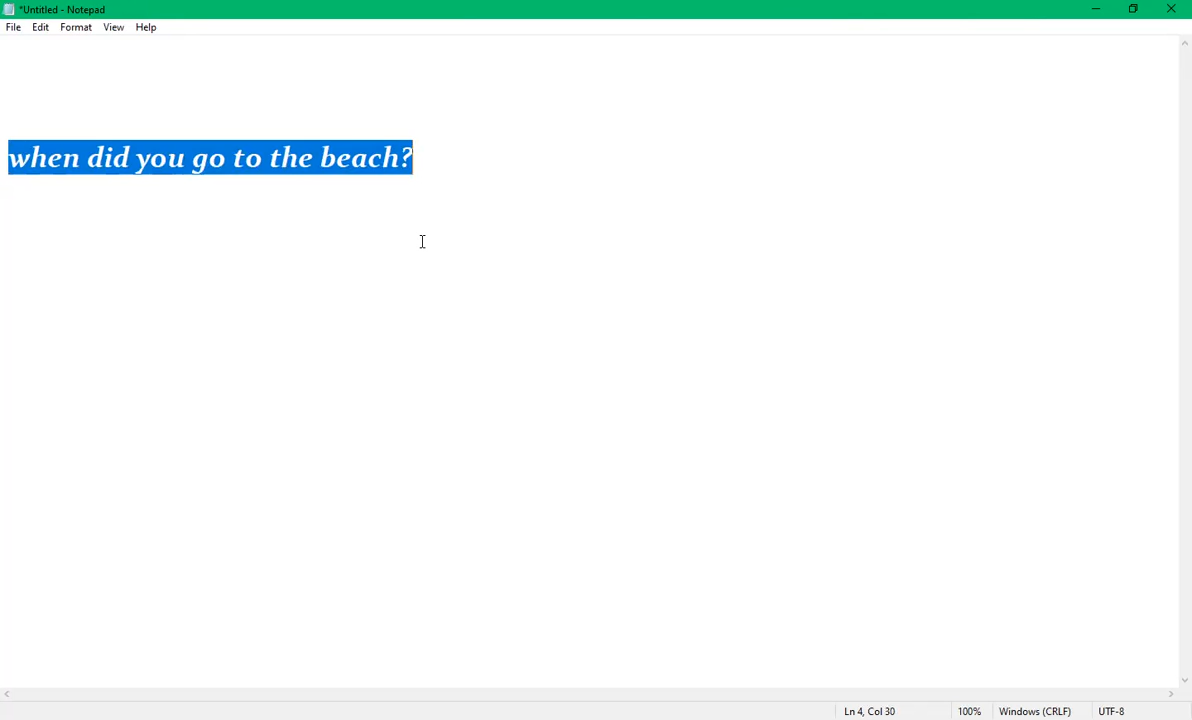 *Untitled - Notepad
File Edit Format View Help
when did you go to the beach?
Ln 4, Col 30 100% Windows (CRLF) UTF-8